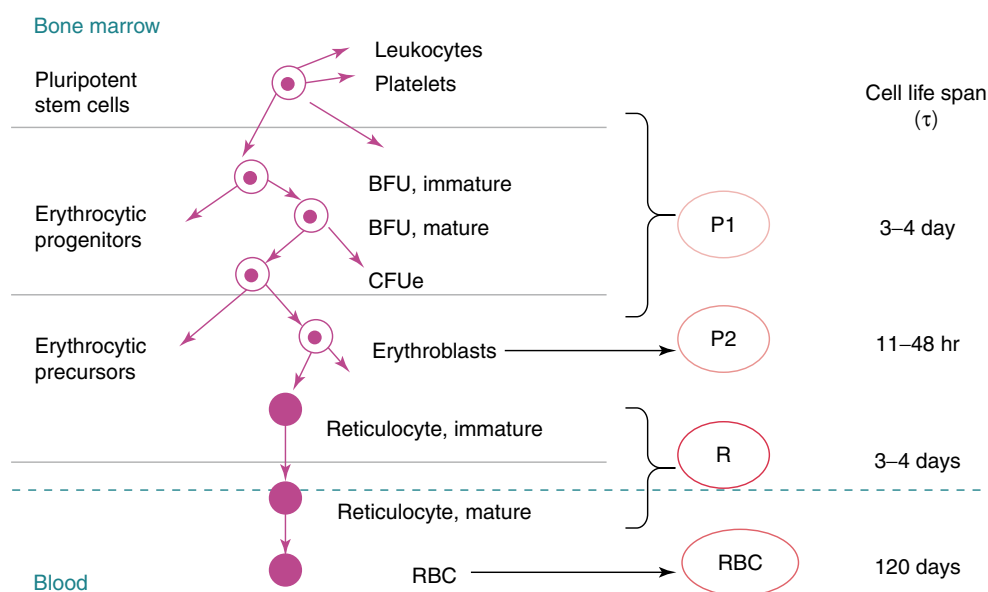 Bone marrow
Leukocytes
Platelets
Pluripotent
stem cells
Cell life span
(τ)
BFU, immature
Erythrocytic
progenitors
BFU, mature
P1
3–4 day
CFUe
Erythrocytic
precursors
Erythroblasts
P2
11–48 hr
Reticulocyte, immature
R
3–4 days
Reticulocyte, mature
RBC
RBC
120 days
Blood